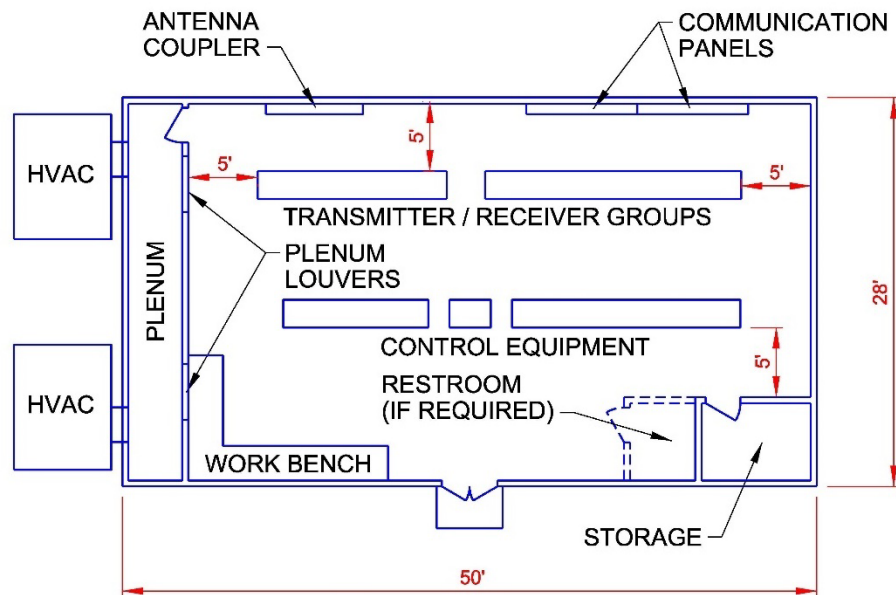 ANTENNA
COUPLER
COMMUNICATION
PANELS
HVAC
5'
5'
5'
TRANSMITTER / RECEIVER GROUPS
PLENUM
PLENUM
LOUVERS
28'
CONTROL EQUIPMENT
5'
RESTROOM
(IF REQUIRED)
HVAC
WORK BENCH
STORAGE
50'